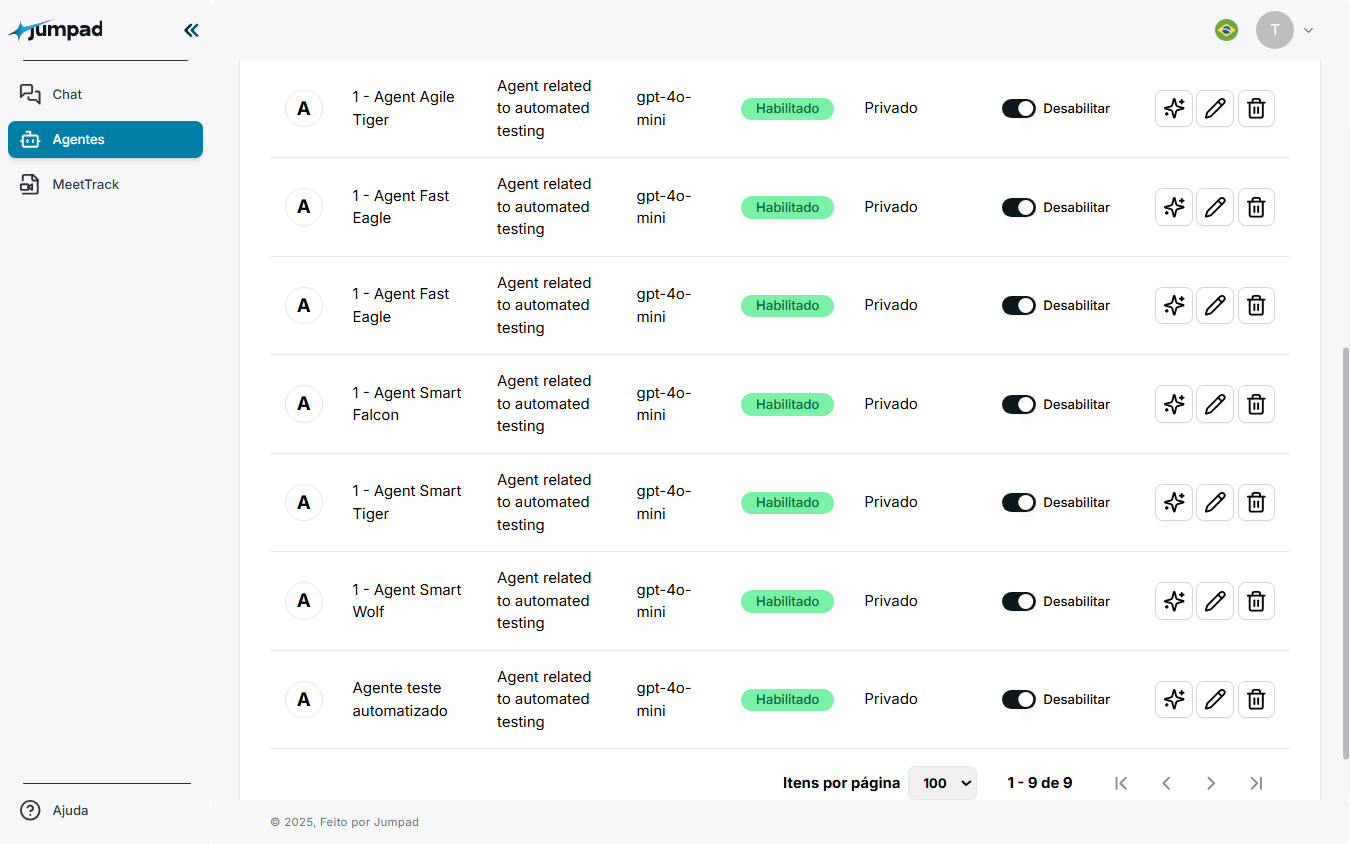 Jumpad
T
Chat
Agentes
MeetTrack
Ajuda
A
1 - Agent Agile
Tiger
Agent related
to automated
testing
gpt-4o-
mini
Habilitado
Privado
Desabilitar
A
1 - Agent Fast
Eagle
Agent related
to automated
testing
gpt-4o-
mini
Habilitado
Privado
Desabilitar
A
1 - Agent Fast
Eagle
Agent related
to automated
testing
gpt-4o-
mini
Habilitado
Privado
Desabilitar
A
1 - Agent Smart
Falcon
Agent related
to automated
testing
gpt-4o-
mini
Habilitado
Privado
Desabilitar
A
1 - Agent Smart
Tiger
Agent related
to automated
testing
gpt-4o-
mini
Habilitado
Privado
Desabilitar
A
1 - Agent Smart
Wolf
Agent related
to automated
testing
gpt-4o-
mini
Habilitado
Privado
Desabilitar
A
Agente teste
automatizado
Agent related
to automated
testing
gpt-4o-
mini
Habilitado
Privado
Desabilitar
Itens por página 100 1 - 9 de 9
© 2025, Feito por Jumpad